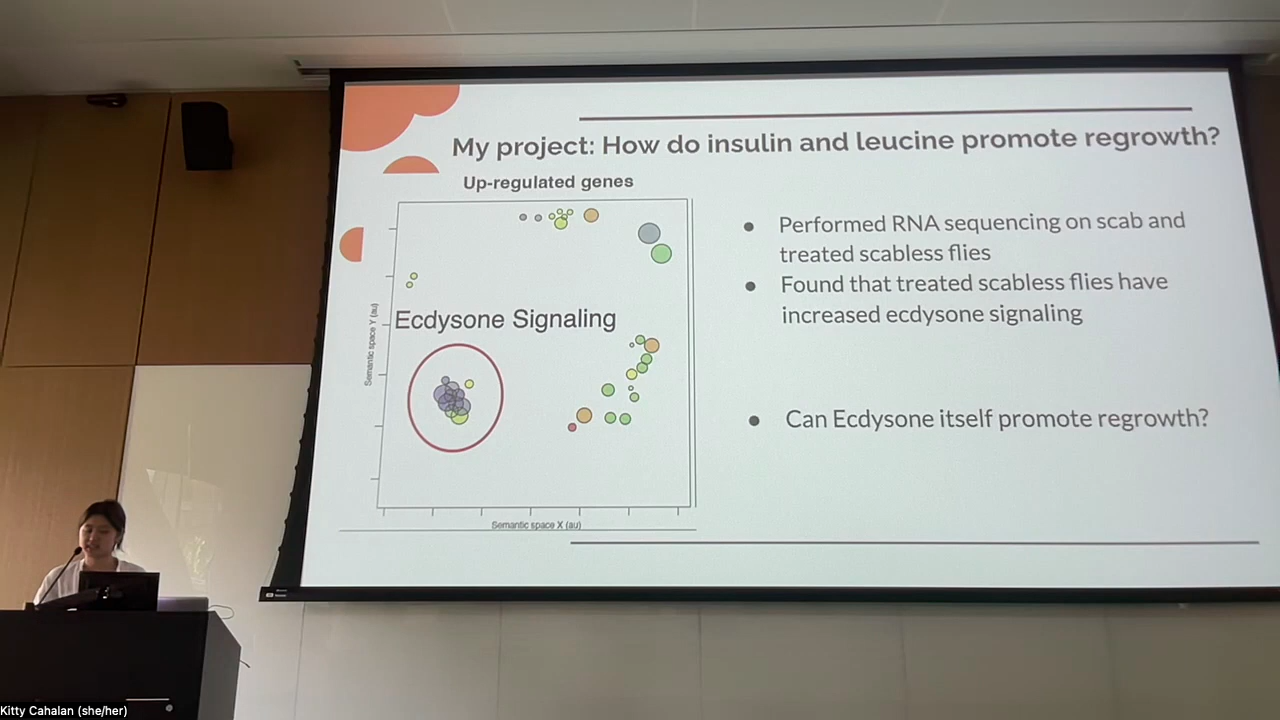 My project: How do insulin and leucine promote regrowth?
Up-regulated genes
Semantic space Y (au)
Ecdysone Signaling
Semantic space X (au)
● Performed RNA sequencing on scab and
treated scabless flies
● Found that treated scabless flies have
increased ecdysone signaling
● Can Ecdysone itself promote regrowth?
Kitty Cahalan (she/her)